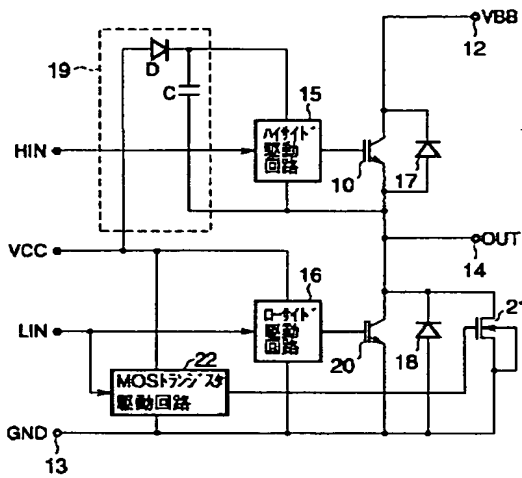 VBB
12
19
D
C
15
ハイサイド
駆動
回路
HIN
10
17
VCC
OUT
14
16
ローサイド
駆動
回路
21
LIN
20
18
22
MOSトランジスタ
駆動回路
GND
13